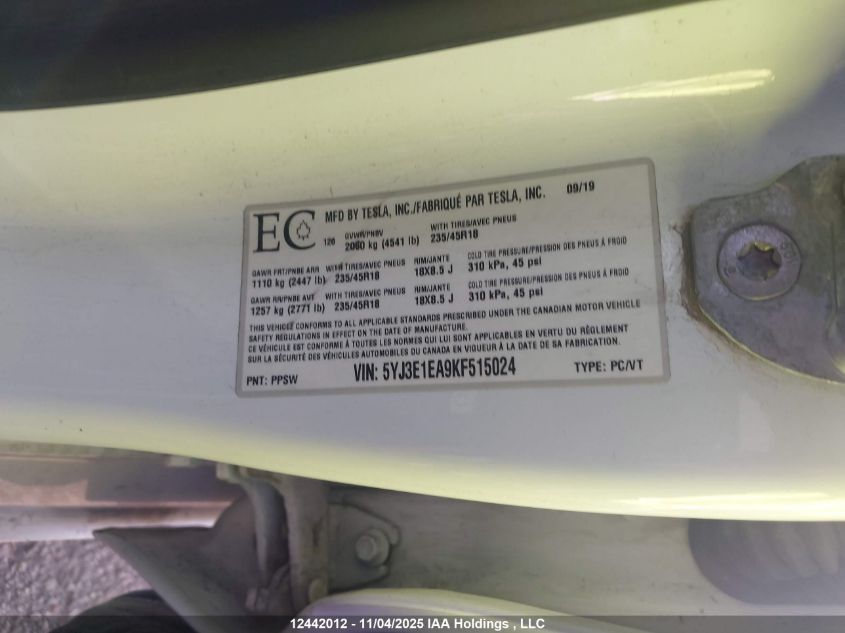 EC
MFD BY TESLA, INC./FABRIQUÉ PAR TESLA, INC. 09/19
GVWR/PNBV WITH TIRES/AVEC PNEUS
126 2060 kg (4541 lb) 235/45R18
GAWR FRT/PNBE ARR WITH TIRES/AVEC PNEUS RIM/JANTE COLD TIRE PRESSURE/PRESSION DES PNEUS À FROID
1110 kg (2447 lb) 235/45R18 18X8.5 J 310 kPa, 45 psi
GAWR RR/PNBE AVT WITH TIRES/AVEC PNEUS RIM/JANTE COLD TIRE PRESSURE/PRESSION DES PNEUS À FROID
1257 kg (2771 lb) 235/45R18 18X8.5 J 310 kPa, 45 psi
THIS VEHICLE CONFORMS TO ALL APPLICABLE STANDARDS PRESCRIBED UNDER THE CANADIAN MOTOR VEHICLE
SAFETY REGULATIONS IN EFFECT ON THE DATE OF MANUFACTURE.
CE VÉHICULE EST CONFORME À TOUTES LES NORMES QUI LUI SONT APPLICABLES EN VERTU DU RÈGLEMENT
SUR LA SÉCURITÉ DES VÉHICULES AUTOMOBILES DU CANADA EN VIGUEUR À LA DATE DE SA FABRICATION.
PNT: PPSW VIN: 5YJ3E1EA9KF515024 TYPE: PC/VT
12442012 - 11/04/2025 IAA Holdings , LLC